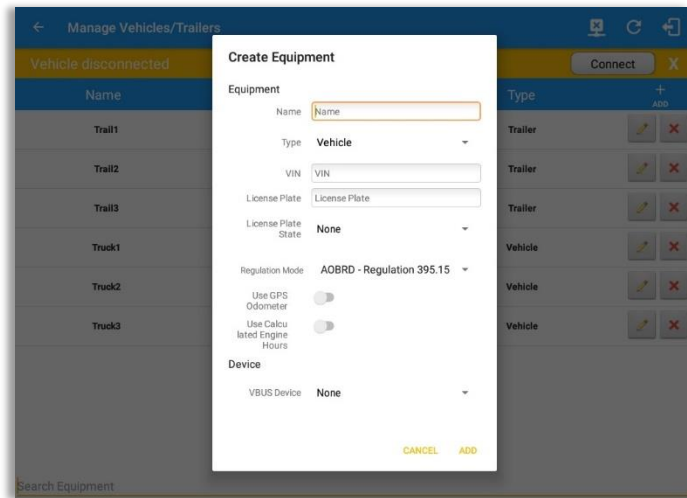 Manage Vehicles/Trailers
Vehicle disconnected
Connect
X
Name
Type
ADD
Trail1
Trailer
Trail2
Trailer
Trail3
Trailer
Truck1
Vehicle
Truck2
Vehicle
Truck3
Vehicle
Search Equipment
Create Equipment
Equipment
Name
Name
Type
Vehicle
VIN
VIN
License Plate
License Plate
License Plate
State
None
Regulation Mode
AOBRD - Regulation 395.15
Use GPS
Odometer
Use Calcu
lated Engine
Hours
Device
VBUS Device
None
CANCEL
ADD